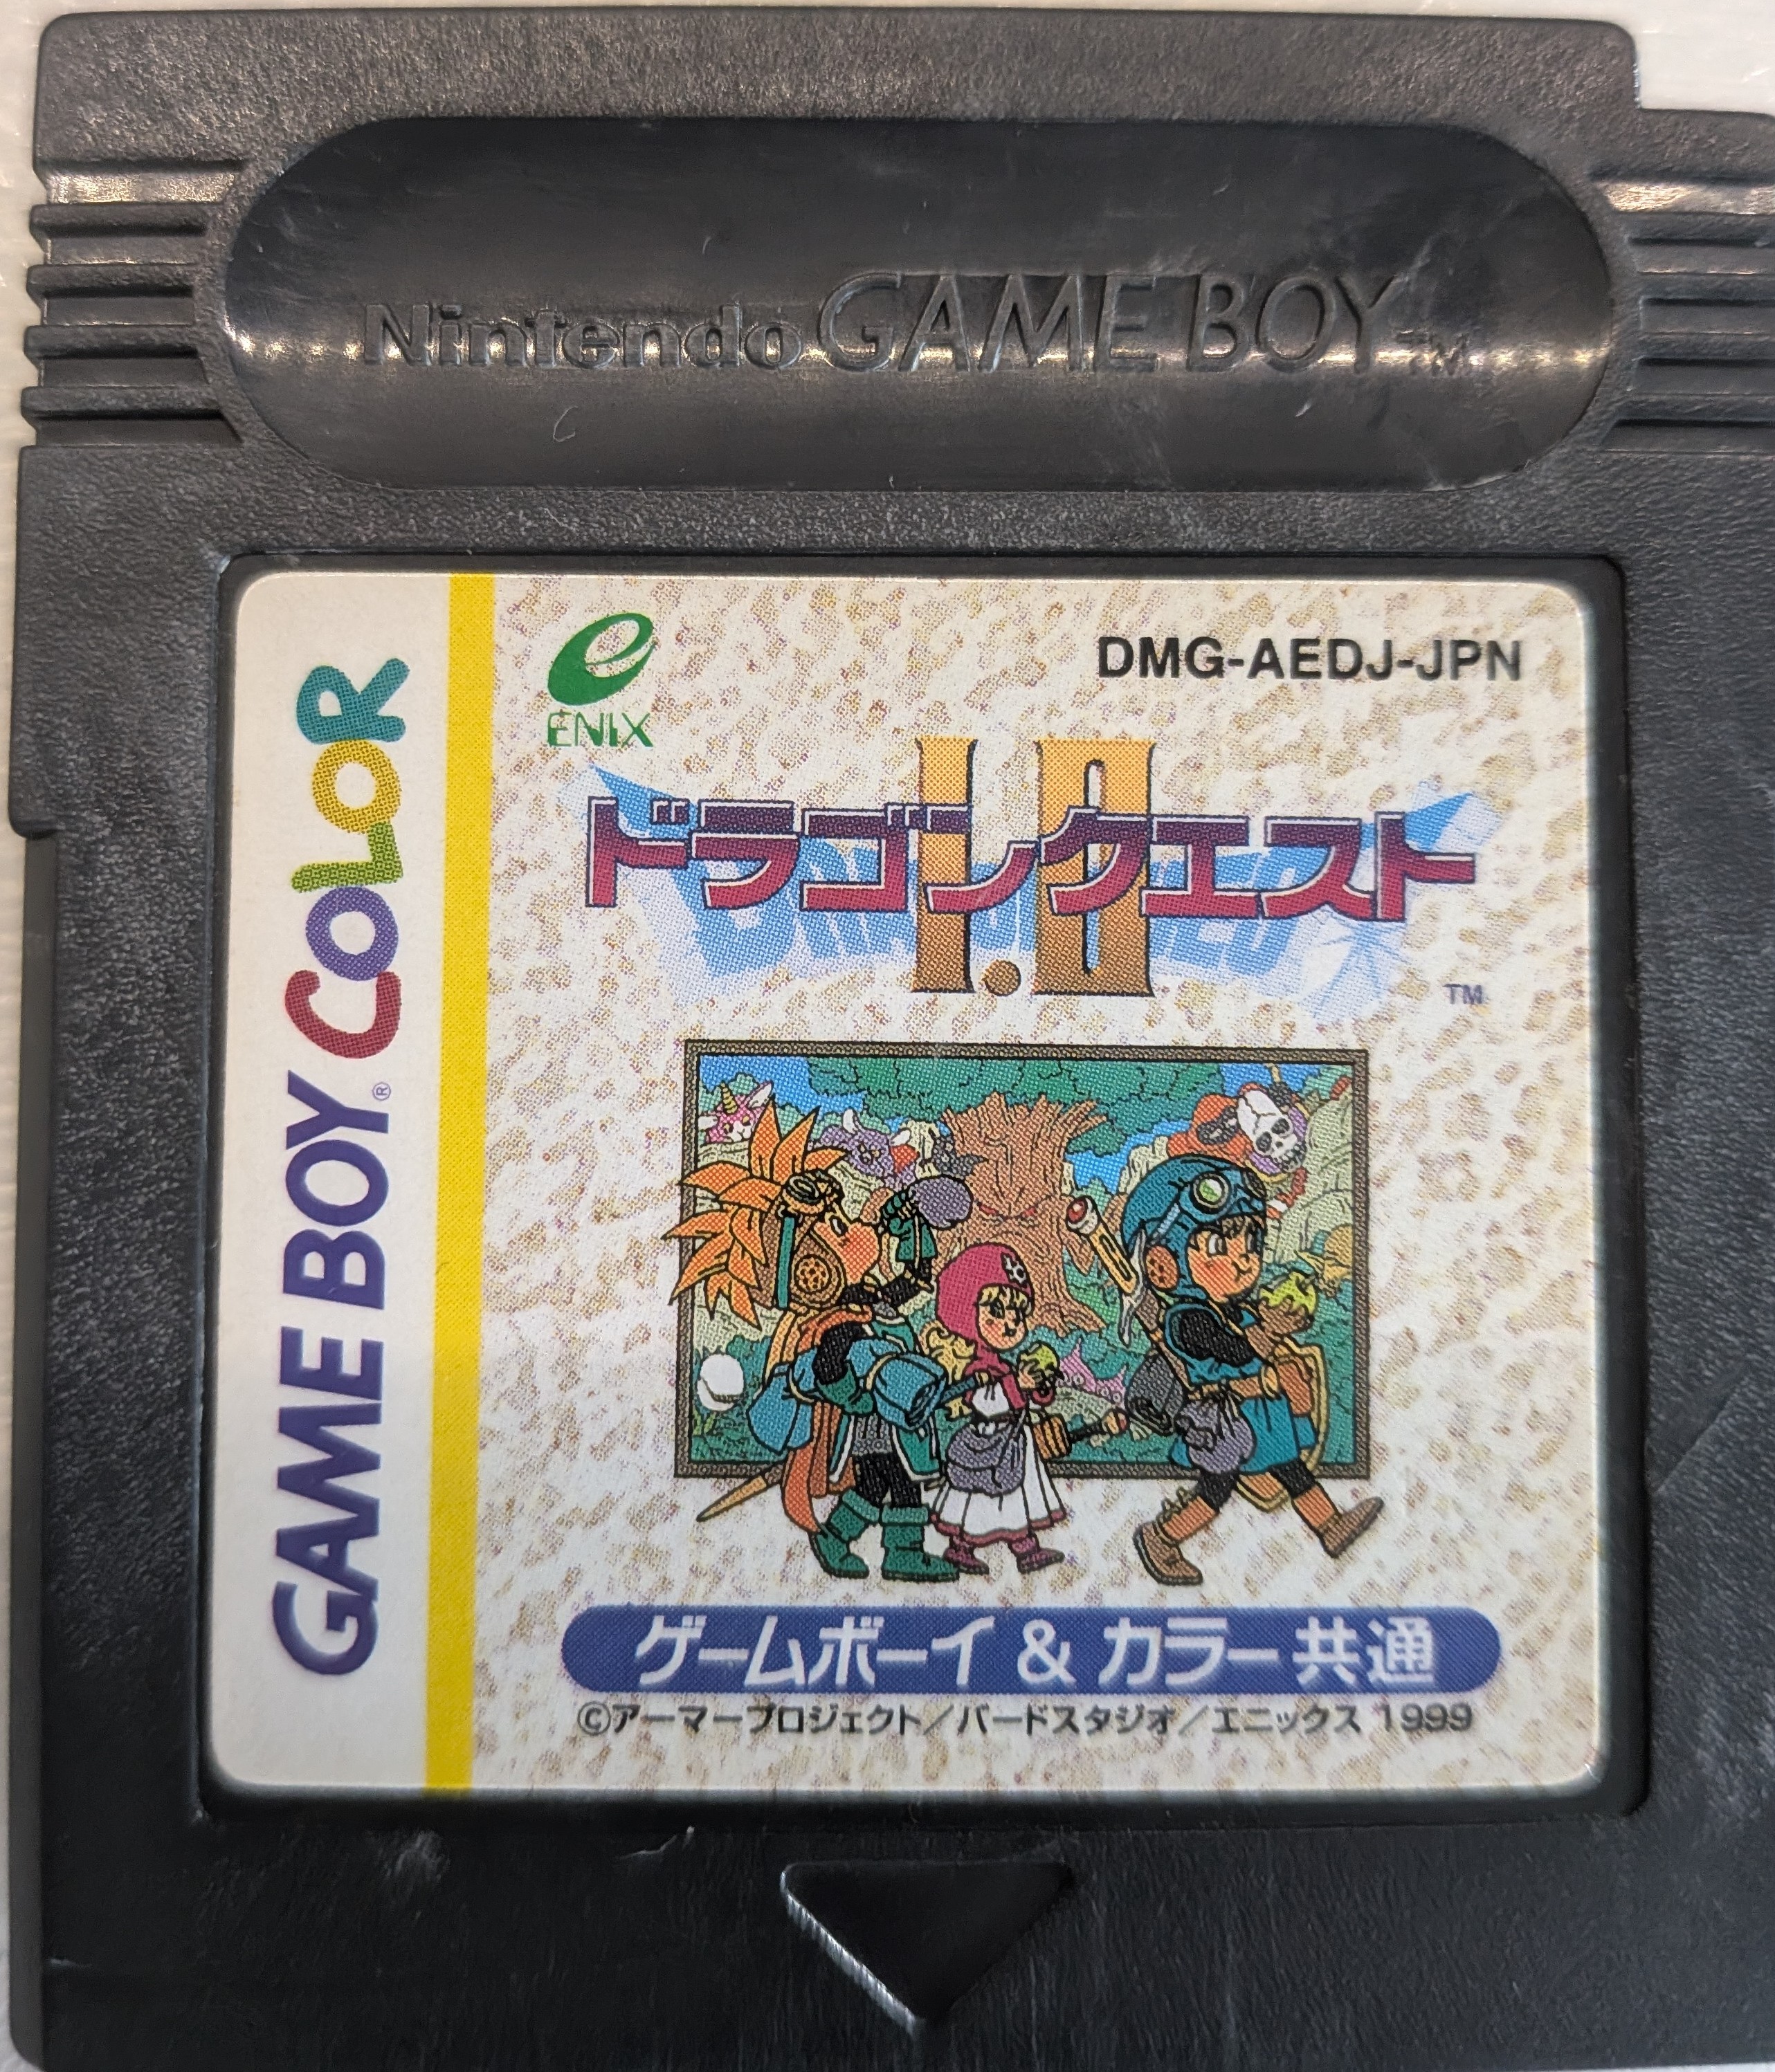 Nintendo GAME BOY TM
GAME BOY® COLOR
e
ENIX
DMG-AEDJ-JPN
I.II
ドラゴンクエスト
TM
ゲームボーイ & カラー共通
©アーマープロジェクト/バードスタジオ/エニックス 1999